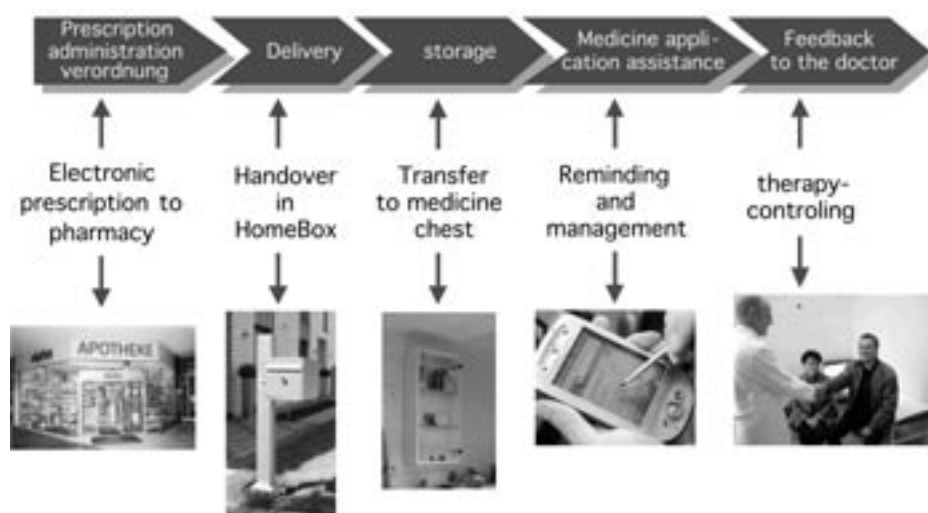 Prescription
administration
verordnung
Delivery
storage
Medicine appli-
cation assistance
Feedback
to the doctor
Electronic
prescription to
pharmacy
Handover
in
HomeBox
Transfer
to medicine
chest
Reminding
and
management
therapy-
controling
APOTHEKE